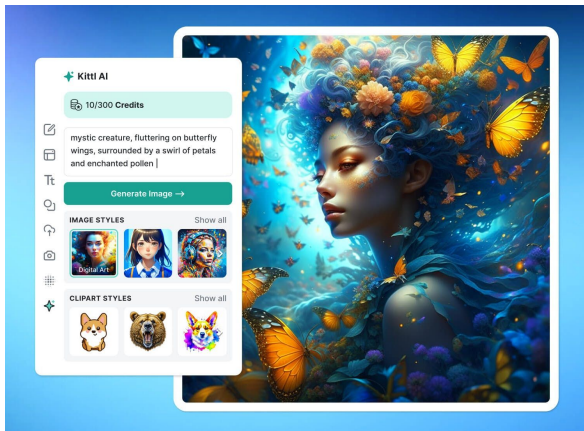 Kittl AI
10/300 Credits
mystic creature, fluttering on butterfly
wings, surrounded by a swirl of petals
and enchanted pollen
Generate Image →
IMAGE STYLES Show all
Digital Art
CLIPART STYLES Show all
Tt